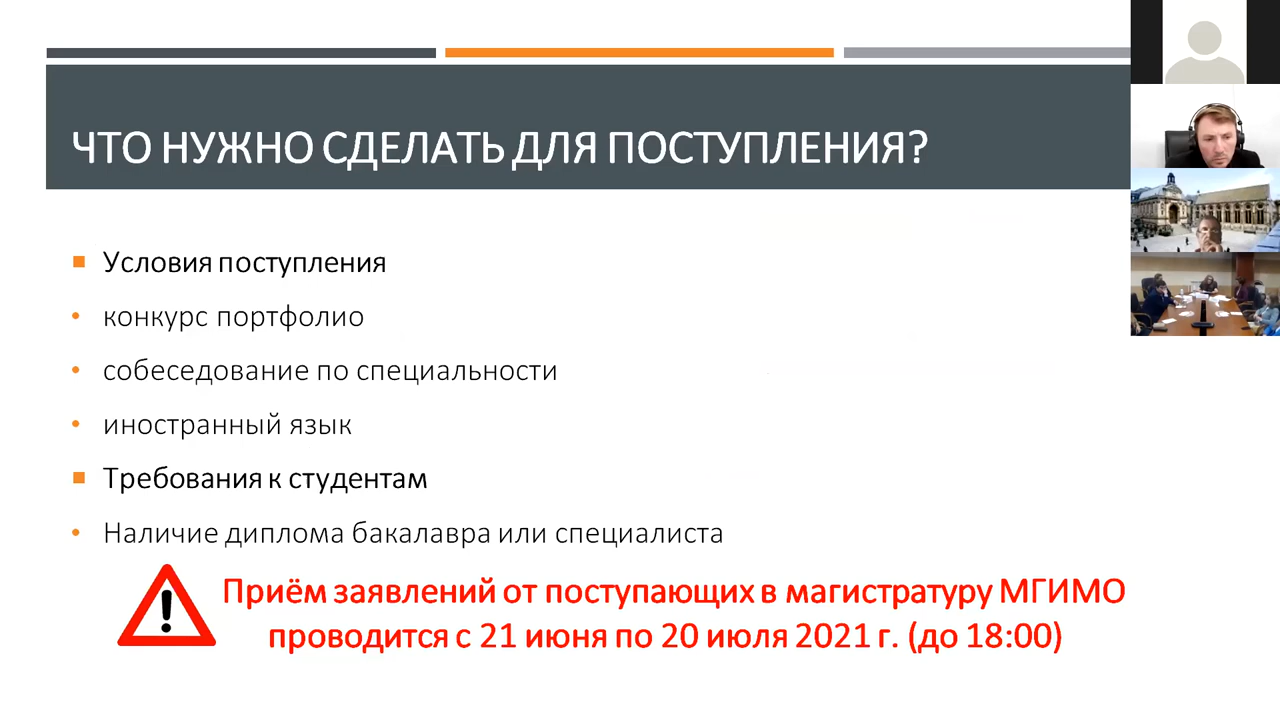 ЧТО НУЖНО СДЕЛАТЬ ДЛЯ ПОСТУПЛЕНИЯ?
Условия поступления
конкурс портфолио
собеседование по специальности
иностранный язык
Требования к студентам
Наличие диплома бакалавра или специалиста
Приём заявлений от поступающих в магистратуру МГИМО
проводится с 21 июня по 20 июля 2021 г. (до 18:00)